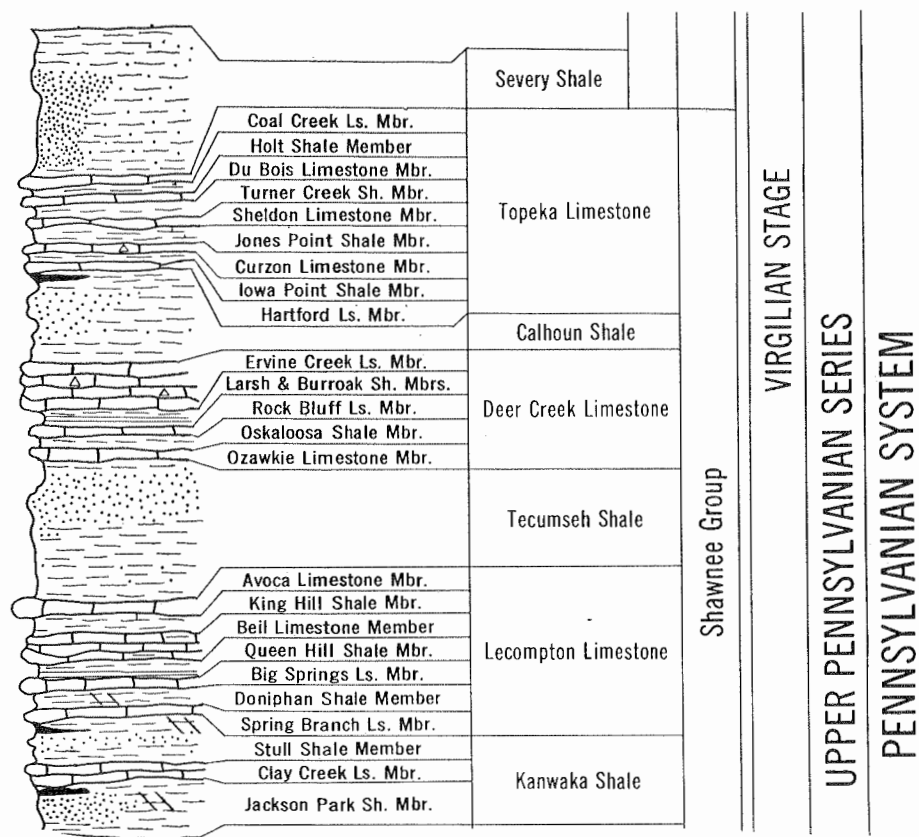 Severy Shale
Coal Creek Ls. Mbr.
Holt Shale Member
Du Bois Limestone Mbr.
Turner Creek Sh. Mbr.
Sheldon Limestone Mbr.
Jones Point Shale Mbr.
Curzon Limestone Mbr.
Iowa Point Shale Mbr.
Hartford Ls. Mbr.
Topeka Limestone
Calhoun Shale
Ervine Creek Ls. Mbr.
Larsh & Burroak Sh. Mbrs.
Rock Bluff Ls. Mbr.
Oskaloosa Shale Mbr.
Ozawkie Limestone Mbr.
Deer Creek Limestone
Tecumseh Shale
Avoca Limestone Mbr.
King Hill Shale Mbr.
Beil Limestone Member
Queen Hill Shale Mbr.
Big Springs Ls. Mbr.
Doniphan Shale Member
Spring Branch Ls. Mbr.
Lecompton Limestone
Stull Shale Member
Clay Creek Ls. Mbr.
Jackson Park Sh. Mbr.
Kanwaka Shale
Shawnee Group
VIRGILIAN STAGE
UPPER PENNSYLVANIAN SERIES
PENNSYLVANIAN SYSTEM